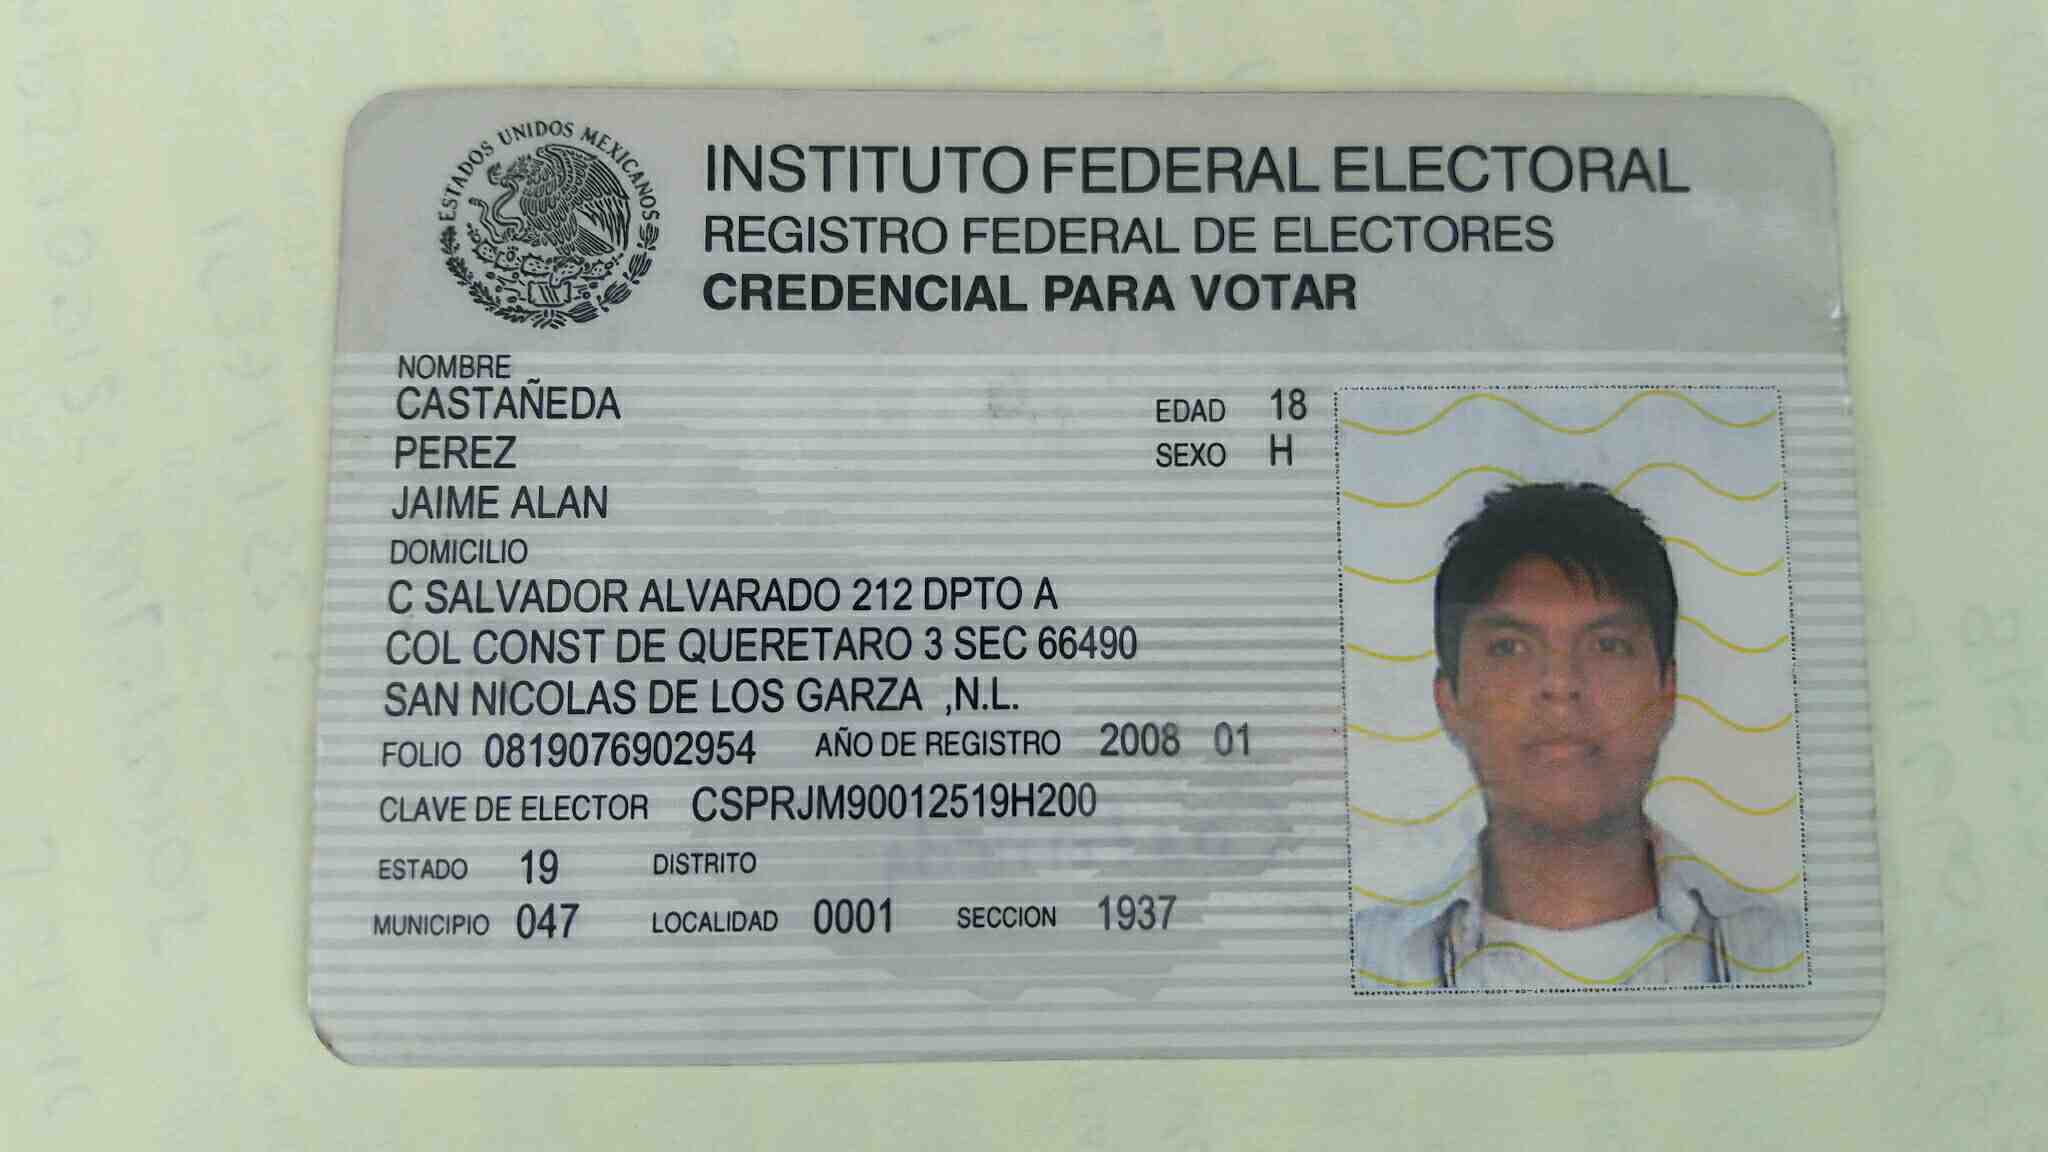 ESTADOS UNIDOS MEXICANOS
INSTITUTO FEDERAL ELECTORAL
REGISTRO FEDERAL DE ELECTORES
CREDENCIAL PARA VOTAR
NOMBRE
CASTAÑEDA
PEREZ
JAIME ALAN
EDAD 18
SEXO H
DOMICILIO
C SALVADOR ALVARADO 212 DPTO A
COL CONST DE QUERETARO 3 SEC 66490
SAN NICOLAS DE LOS GARZA ,N.L.
FOLIO 0819076902954 AÑO DE REGISTRO 2008 01
CLAVE DE ELECTOR CSPRJM90012519H200
ESTADO 19 DISTRITO
MUNICIPIO 047 LOCALIDAD 0001 SECCION 1937